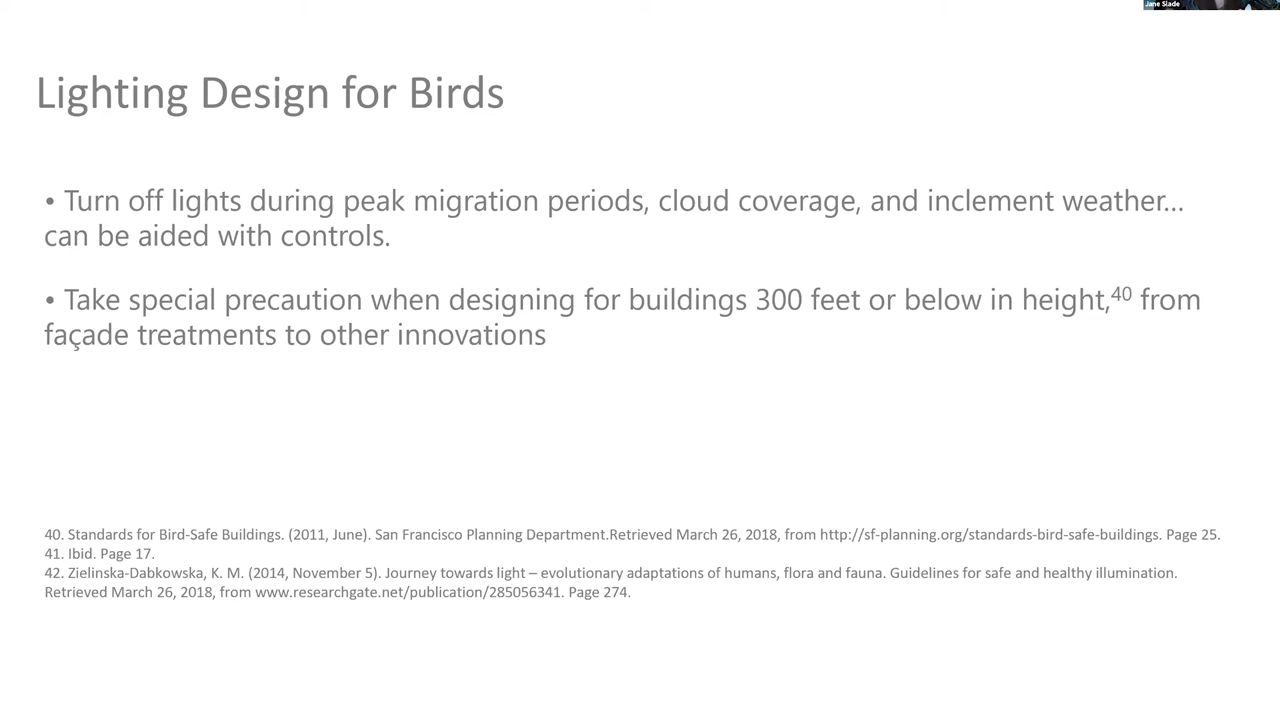 Jane Slade
Lighting Design for Birds
• Turn off lights during peak migration periods, cloud coverage, and inclement weather…
can be aided with controls.
• Take special precaution when designing for buildings 300 feet or below in height,40 from
façade treatments to other innovations
40. Standards for Bird-Safe Buildings. (2011, June). San Francisco Planning Department.Retrieved March 26, 2018, from http://sf-planning.org/standards-bird-safe-buildings. Page 25.
41. Ibid. Page 17.
42. Zielinska-Dabkowska, K. M. (2014, November 5). Journey towards light – evolutionary adaptations of humans, flora and fauna. Guidelines for safe and healthy illumination.
Retrieved March 26, 2018, from www.researchgate.net/publication/285056341. Page 274.